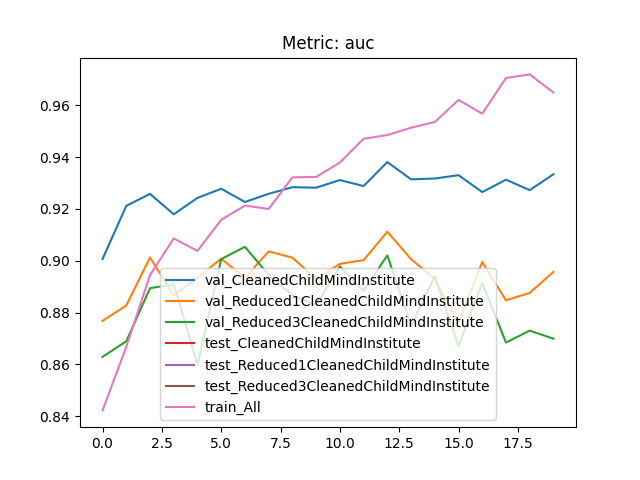 Metric: auc
0.96
0.94
0.92
0.90
0.88
0.86
0.84
val_CleanedChildMindInstitute
val_Reduced1CleanedChildMindInstitute
val_Reduced3CleanedChildMindInstitute
test_CleanedChildMindInstitute
test_Reduced1CleanedChildMindInstitute
test_Reduced3CleanedChildMindInstitute
train_All
0.0 2.5 5.0 7.5 10.0 12.5 15.0 17.5